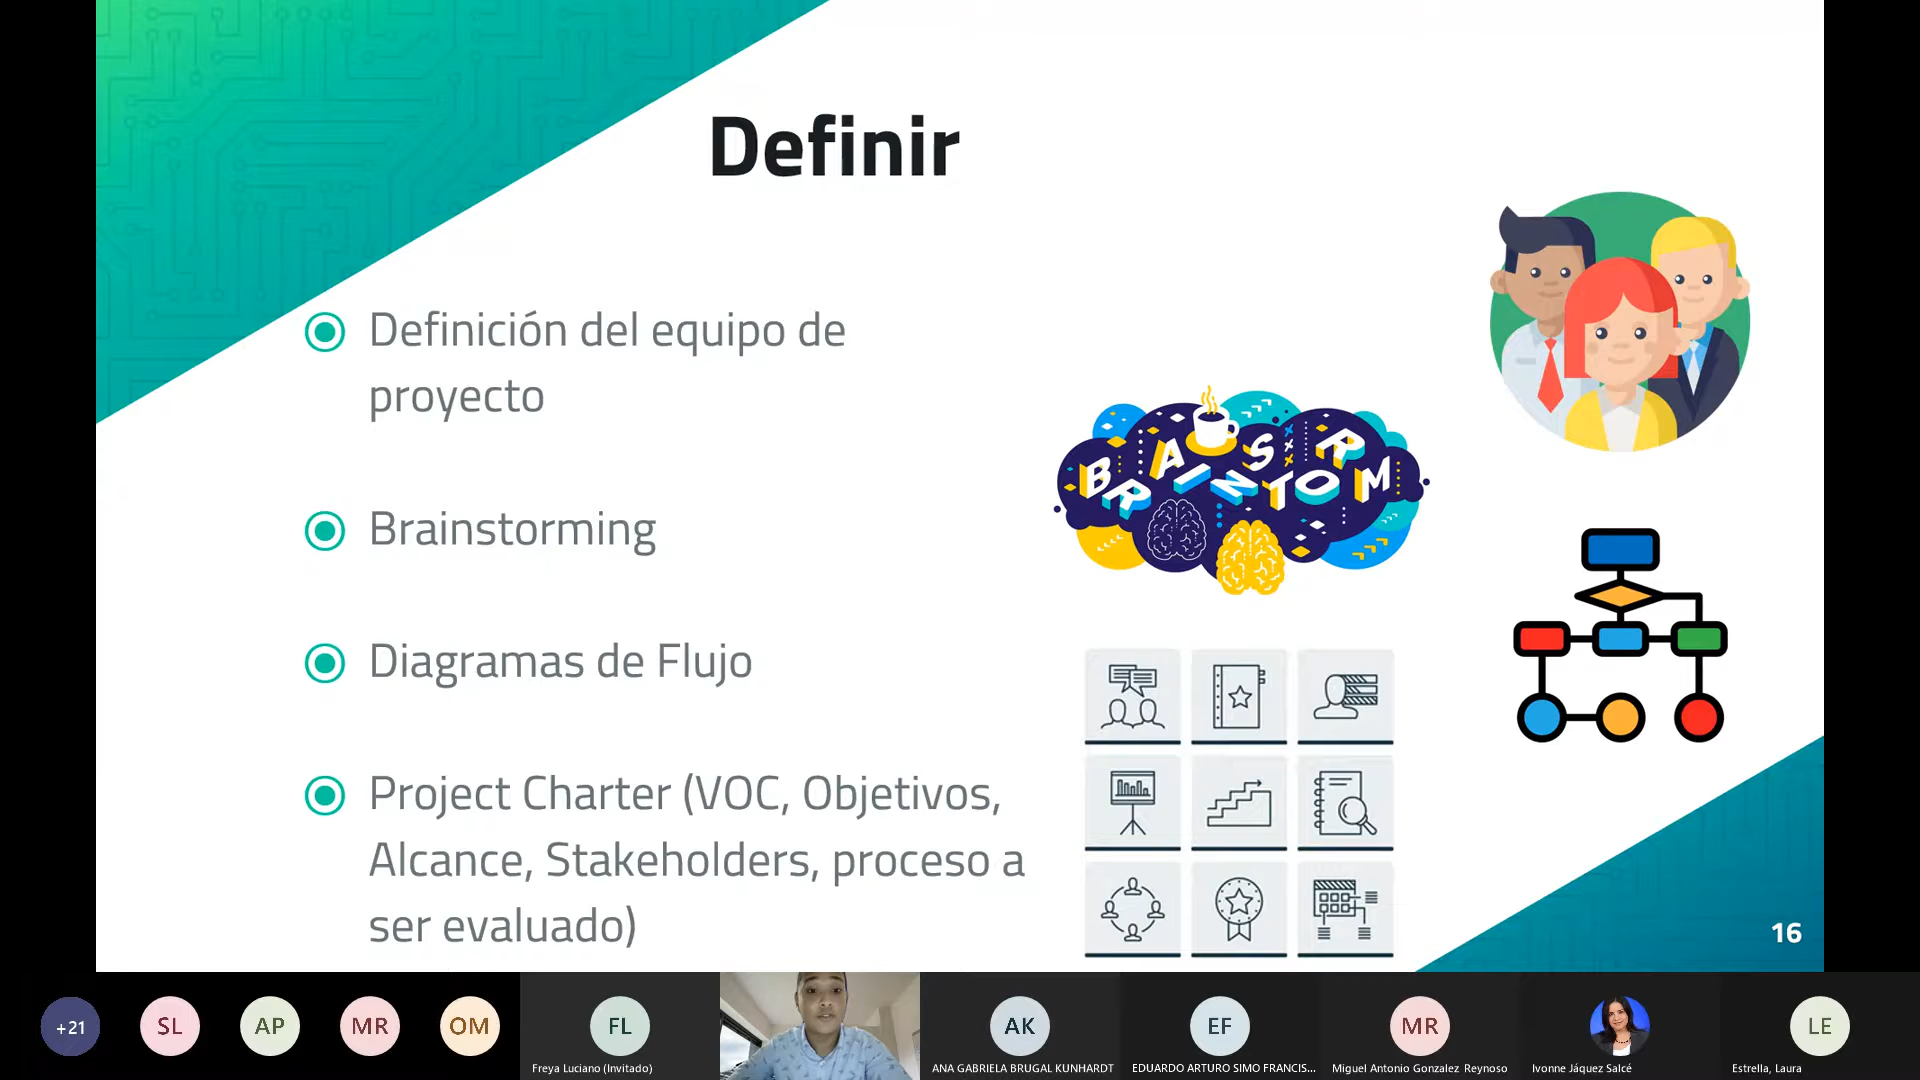 Definir
Definición del equipo de
proyecto
Brainstorming
Diagramas de Flujo
Project Charter (VOC, Objetivos,
Alcance, Stakeholders, proceso a
ser evaluado)
BRAINSTORM
16
+21
SL
AP
MR
OM
FL
Freya Luciano (Invitado)
AK
ANA GABRIELA BRUGAL KUNHARDT
EF
EDUARDO ARTURO SIMO FRANCIS...
MR
Miguel Antonio Gonzalez Reynoso
Ivonne Jáquez Salcé
LE
Estrella, Laura